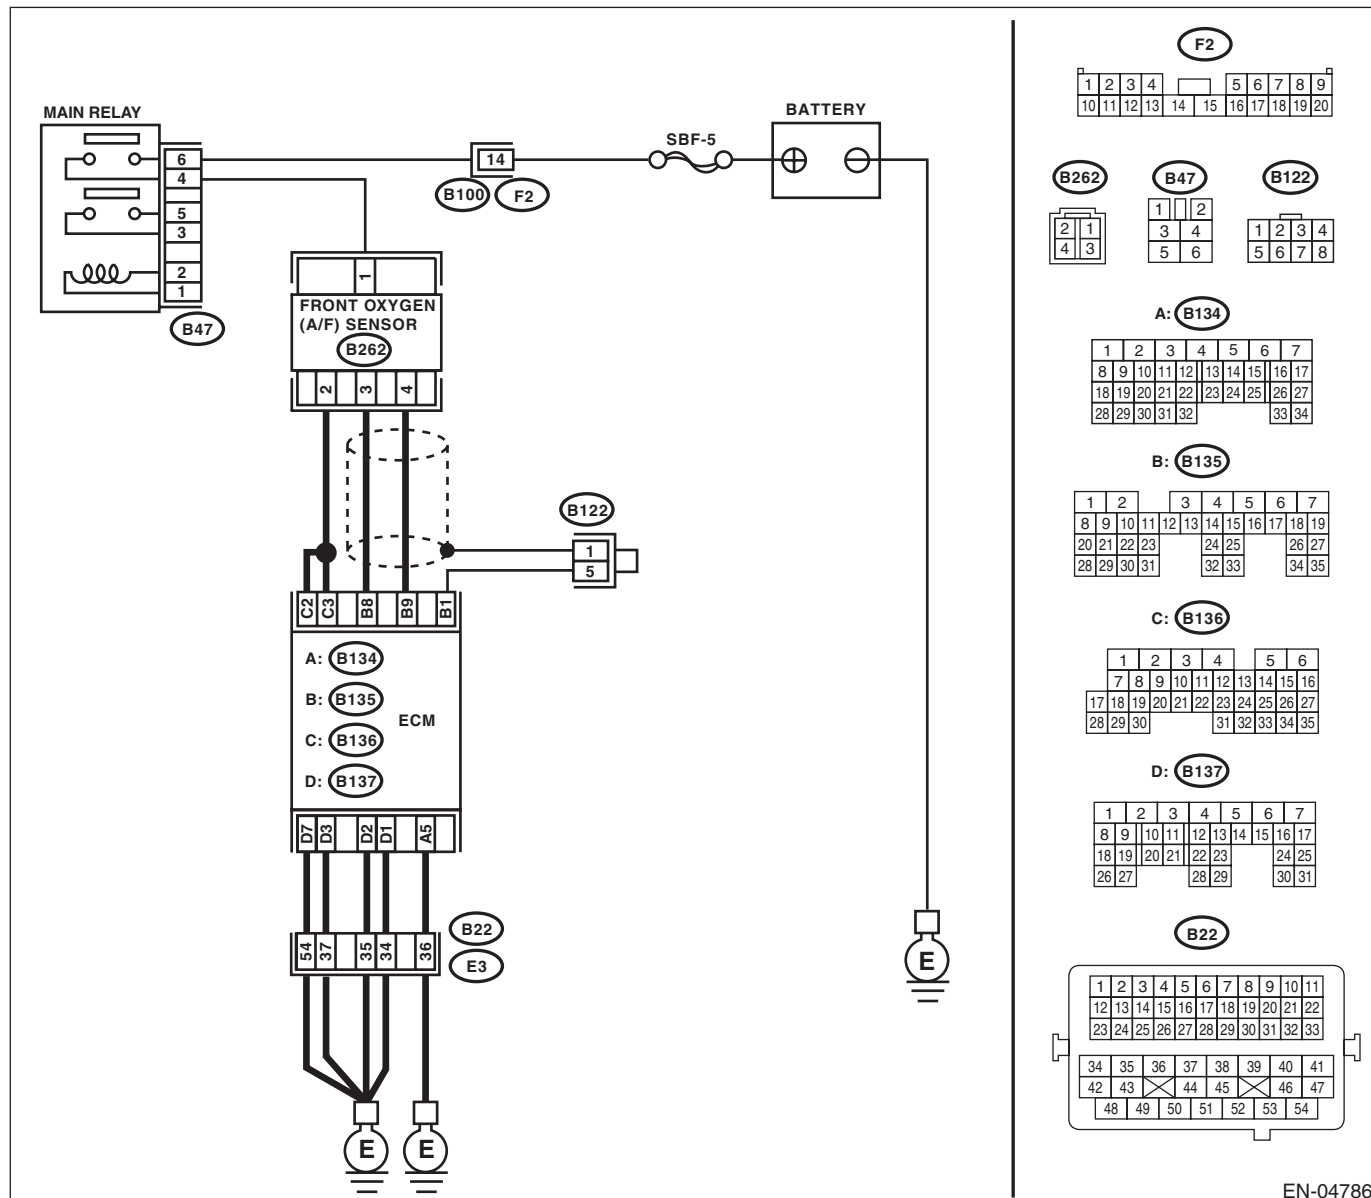 MAIN RELAY
6
4
5
3
2
1
B47
14
B100 F2
SBF-5
BATTERY
1
FRONT OXYGEN
(A/F) SENSOR
B262
2 3 4
B122
1
5
C2 C3 B8 B9 B1
A: B134
B: B135
ECM
C: B136
D: B137
D7 D3 D2 D1 A5
54 37 35 34 36
B22
E3
E E
E
F2
1 2 3 4 5 6 7 8 9
10 11 12 13 14 15 16 17 18 19 20
B262
2 1
4 3
B47
1 2
3 4
5 6
B122
1 2 3 4
5 6 7 8
A: B134
1 2 3 4 5 6 7
8 9 10 11 12 13 14 15 16 17
18 19 20 21 22 23 24 25 26 27
28 29 30 31 32 33 34
B: B135
1 2 3 4 5 6 7
8 9 10 11 12 13 14 15 16 17 18 19
20 21 22 23 24 25 26 27
28 29 30 31 32 33 34 35
C: B136
1 2 3 4 5 6
7 8 9 10 11 12 13 14 15 16
17 18 19 20 21 22 23 24 25 26 27
28 29 30 31 32 33 34 35
D: B137
1 2 3 4 5 6 7
8 9 10 11 12 13 14 15 16 17
18 19 20 21 22 23 24 25
26 27 28 29 30 31
B22
1 2 3 4 5 6 7 8 9 10 11
12 13 14 15 16 17 18 19 20 21 22
23 24 25 26 27 28 29 30 31 32 33
34 35 36 37 38 39 40 41
42 43 44 45 46 47
48 49 50 51 52 53 54
EN-04786